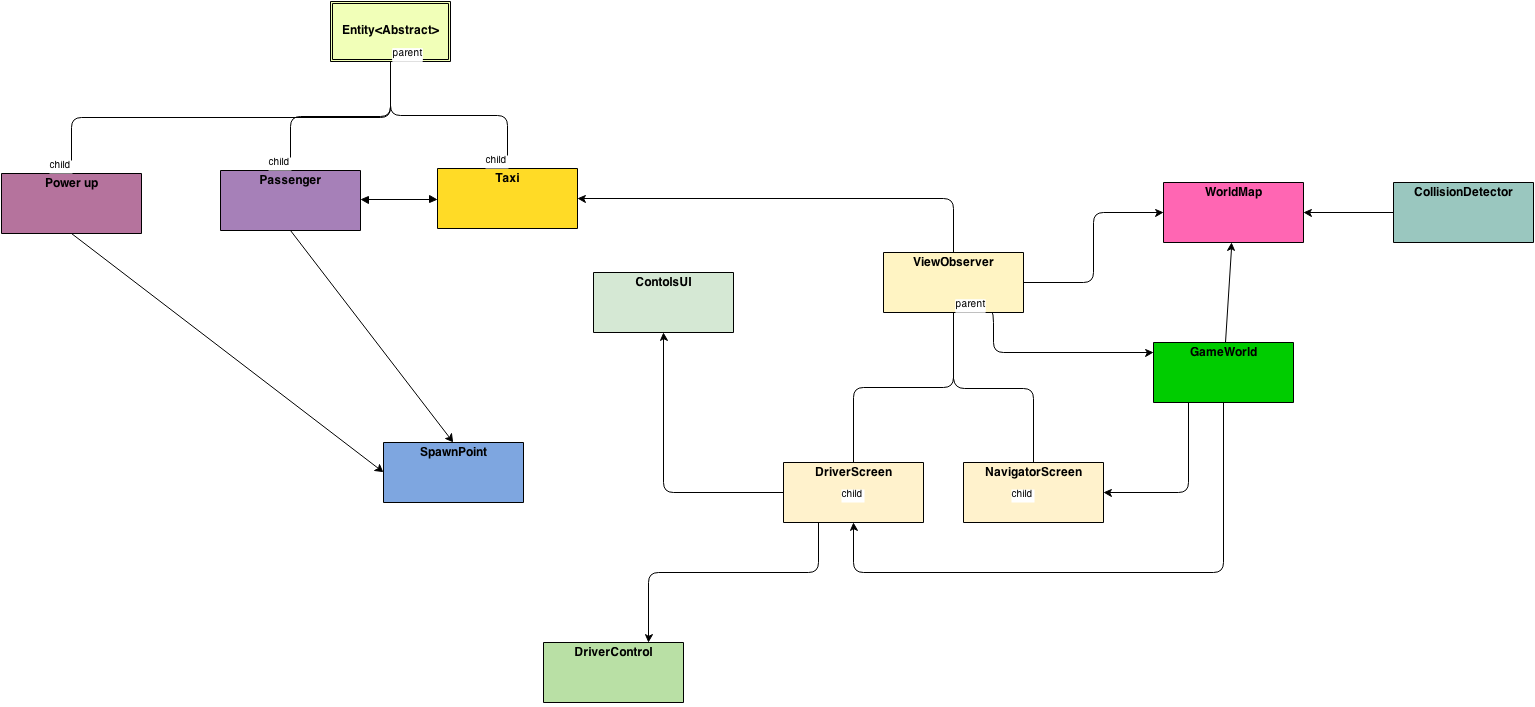 Entity<Abstract>
parent
child
child
child
Power up
Passenger
Taxi
WorldMap
CollisionDetector
ViewObserver
parent
ContolsUI
GameWorld
SpawnPoint
DriverScreen
child
NavigatorScreen
child
DriverControl